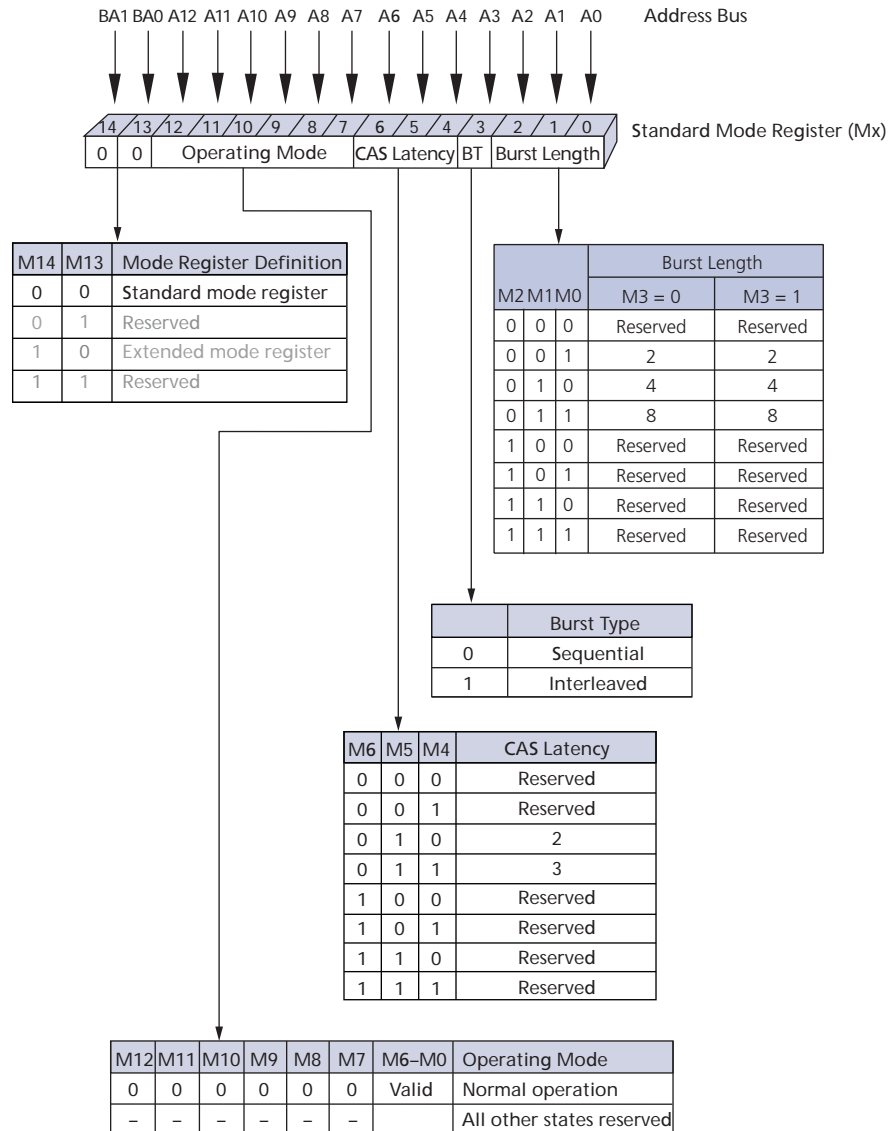 BA1 BA0 A12 A11 A10 A9 A8 A7 A6 A5 A4 A3 A2 A1 A0 Address Bus
14 13 12 11 10 9 8 7 6 5 4 3 2 1 0 Standard Mode Register (Mx)
0 0 Operating Mode CAS Latency BT Burst Length
M14 M13 Mode Register Definition
0 0 Standard mode register
0 1 Reserved
1 0 Extended mode register
1 1 Reserved
Burst Length
M2 M1 M0 M3 = 0 M3 = 1
0 0 0 Reserved Reserved
0 0 1 2 2
0 1 0 4 4
0 1 1 8 8
1 0 0 Reserved Reserved
1 0 1 Reserved Reserved
1 1 0 Reserved Reserved
1 1 1 Reserved Reserved
Burst Type
0 Sequential
1 Interleaved
M6 M5 M4 CAS Latency
0 0 0 Reserved
0 0 1 Reserved
0 1 0 2
0 1 1 3
1 0 0 Reserved
1 0 1 Reserved
1 1 0 Reserved
1 1 1 Reserved
M12 M11 M10 M9 M8 M7 M6–M0 Operating Mode
0 0 0 0 0 0 Valid Normal operation
– – – – – – All other states reserved